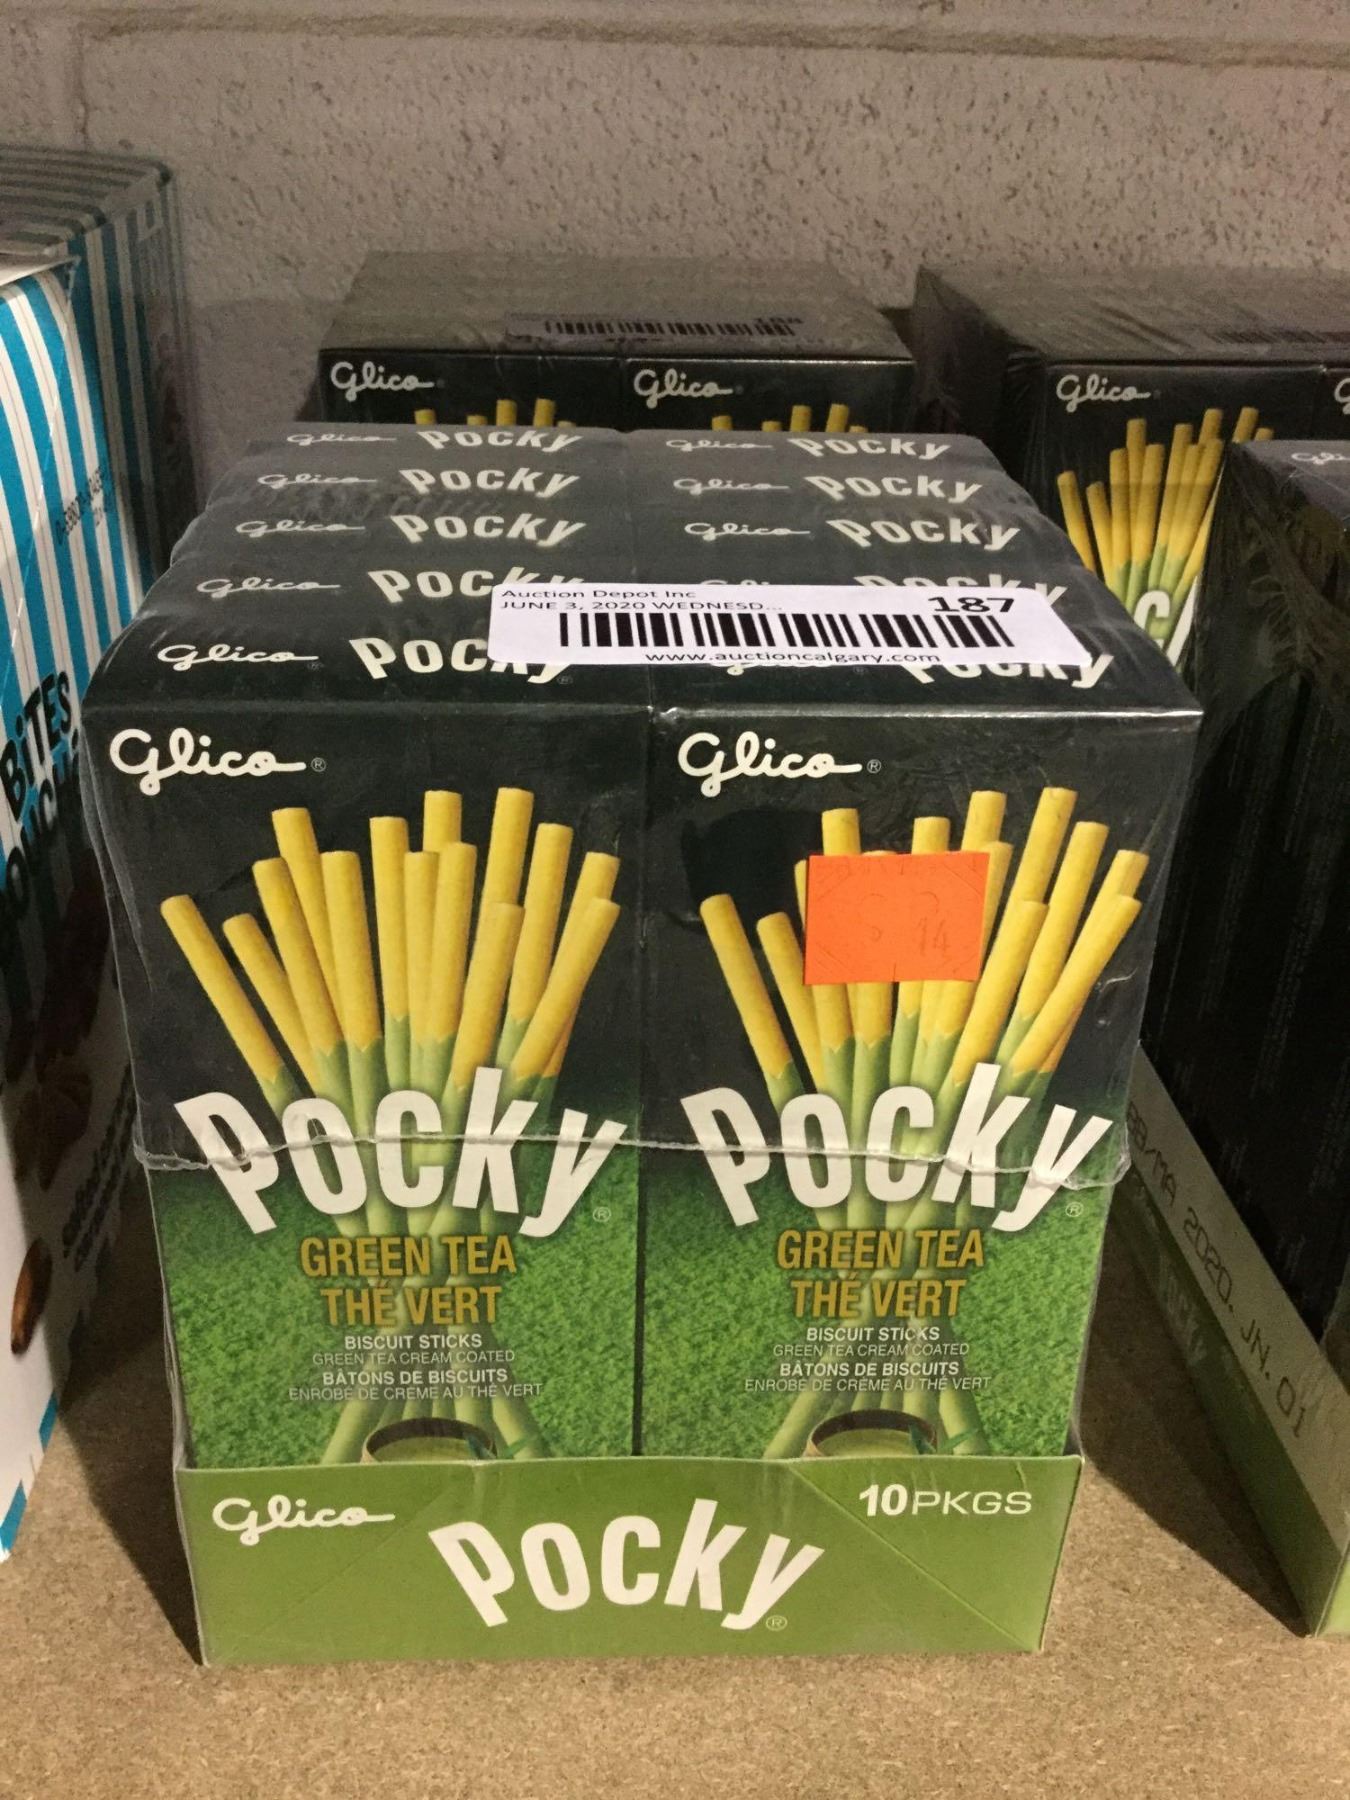 Glico
Glico
Glico
Glico Pocky Glico Pocky
Glico Pocky Glico Pocky
Glico Pocky Glico Pocky
Glico Pocky
Glico Pocky Pocky
Auction Depot Inc
JUNE 3, 2020 WEDNESD...
187
www.auctioncalgary.com
BiTES
Glico® Glico®
14
Pocky® Pocky®
GREEN TEA GREEN TEA
THÉ VERT THÉ VERT
BISCUIT STICKS BISCUIT STICKS
GREEN TEA CREAM COATED GREEN TEA CREAM COATED
BÂTONS DE BISCUITS BÂTONS DE BISCUITS
ENROBÉ DE CRÈME AU THÉ VERT ENROBÉ DE CRÈME AU THÉ VERT
Glico
Pocky®
10PKGS
BB/MA 2020. JN. 01